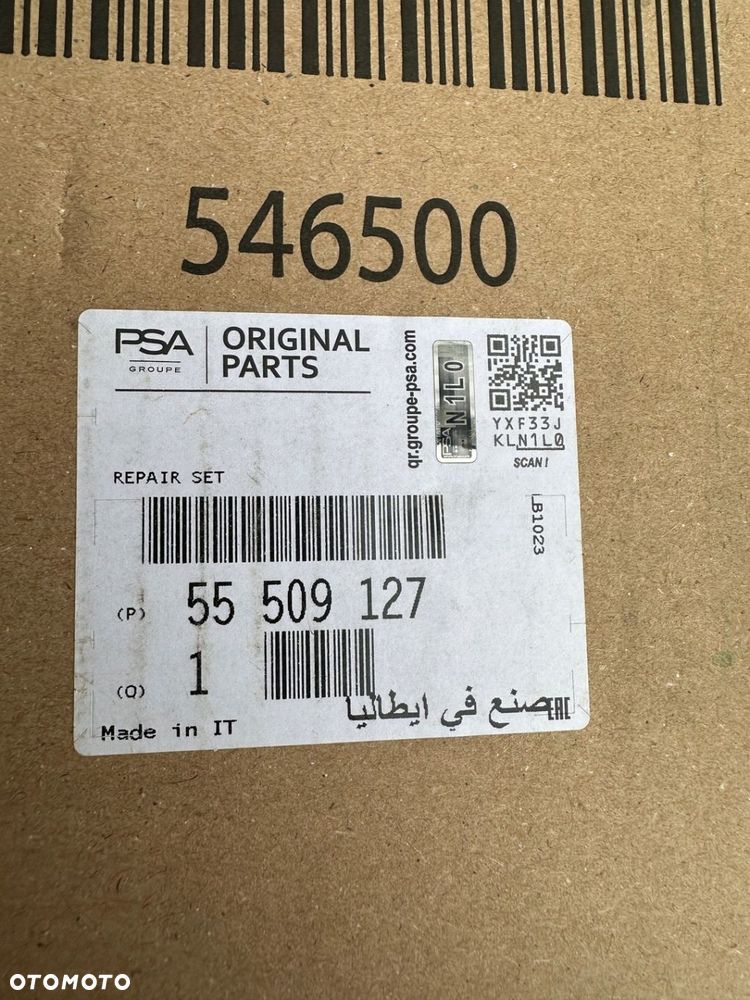 546500
PSA
GROUPE
ORIGINAL
PARTS
qr.groupe-psa.com
PSA N1L0
YXF33J
KLN1L0
SCAN!
REPAIR SET
LB1023
(P) 55 509 127
(Q) 1
صنع في ايطاليا
EAC
Made in IT
OTOMOTO